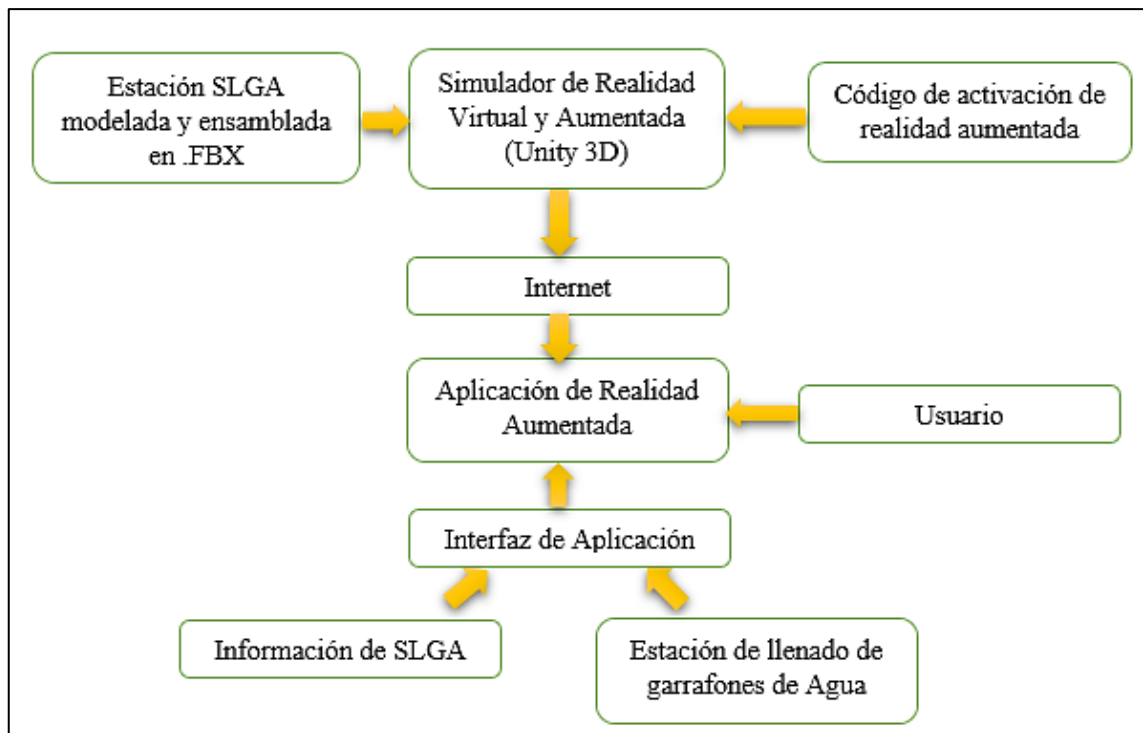 Estación SLGA
modelada y ensamblada
en .FBX
Simulador de Realidad
Virtual y Aumentada
(Unity 3D)
Código de activación de
realidad aumentada
Internet
Aplicación de Realidad
Aumentada
Usuario
Interfaz de Aplicación
Información de SLGA
Estación de llenado de
garrafones de Agua